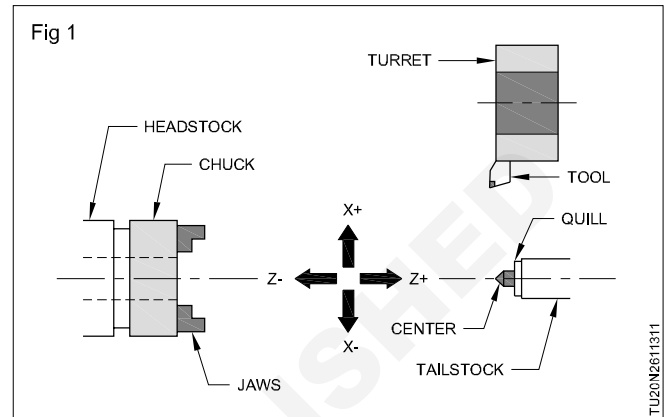 Fig 1
TURRET
HEADSTOCK
CHUCK
TOOL
X+
QUILL
Z-
Z+
CENTER
X-
TAILSTOCK
JAWS
TU20N2611311